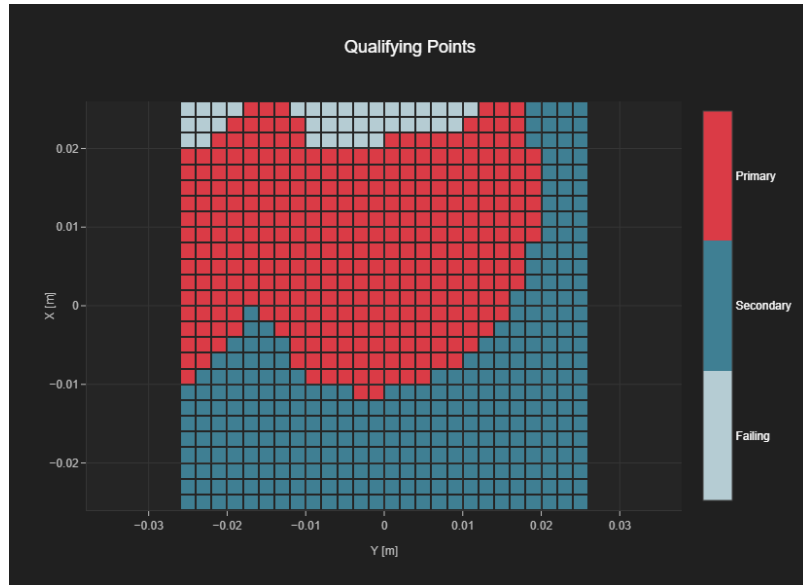 Qualifying Points
0.02
0.01
0
−0.01
−0.02
X [m]
−0.03
−0.02
−0.01
0
0.01
0.02
0.03
Y [m]
Primary
Secondary
Failing